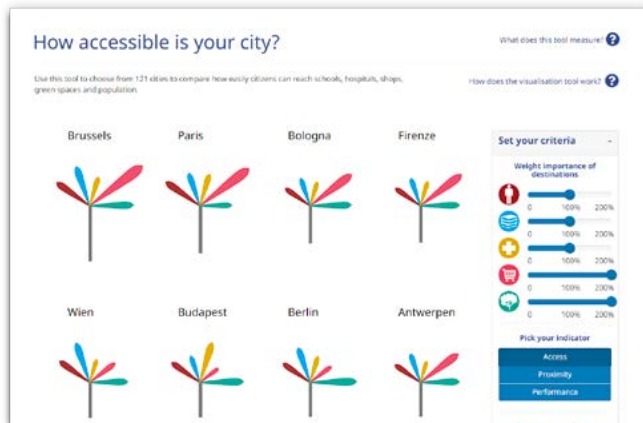 How accessible is your city?
What does this tool measure? ?
Use this tool to choose from 121 cities to compare how easily citizens can reach schools, hospitals, shops,
green spaces and population.
How does the visualisation tool work? ?
Brussels Paris Bologna Firenze
Set your criteria -
Weight importance of
destinations
0 100% 200%
0 100% 200%
0 100% 200%
0 100% 200%
0 100% 200%
Wien Budapest Berlin Antwerpen
Pick your indicator
Access
Proximity
Performance